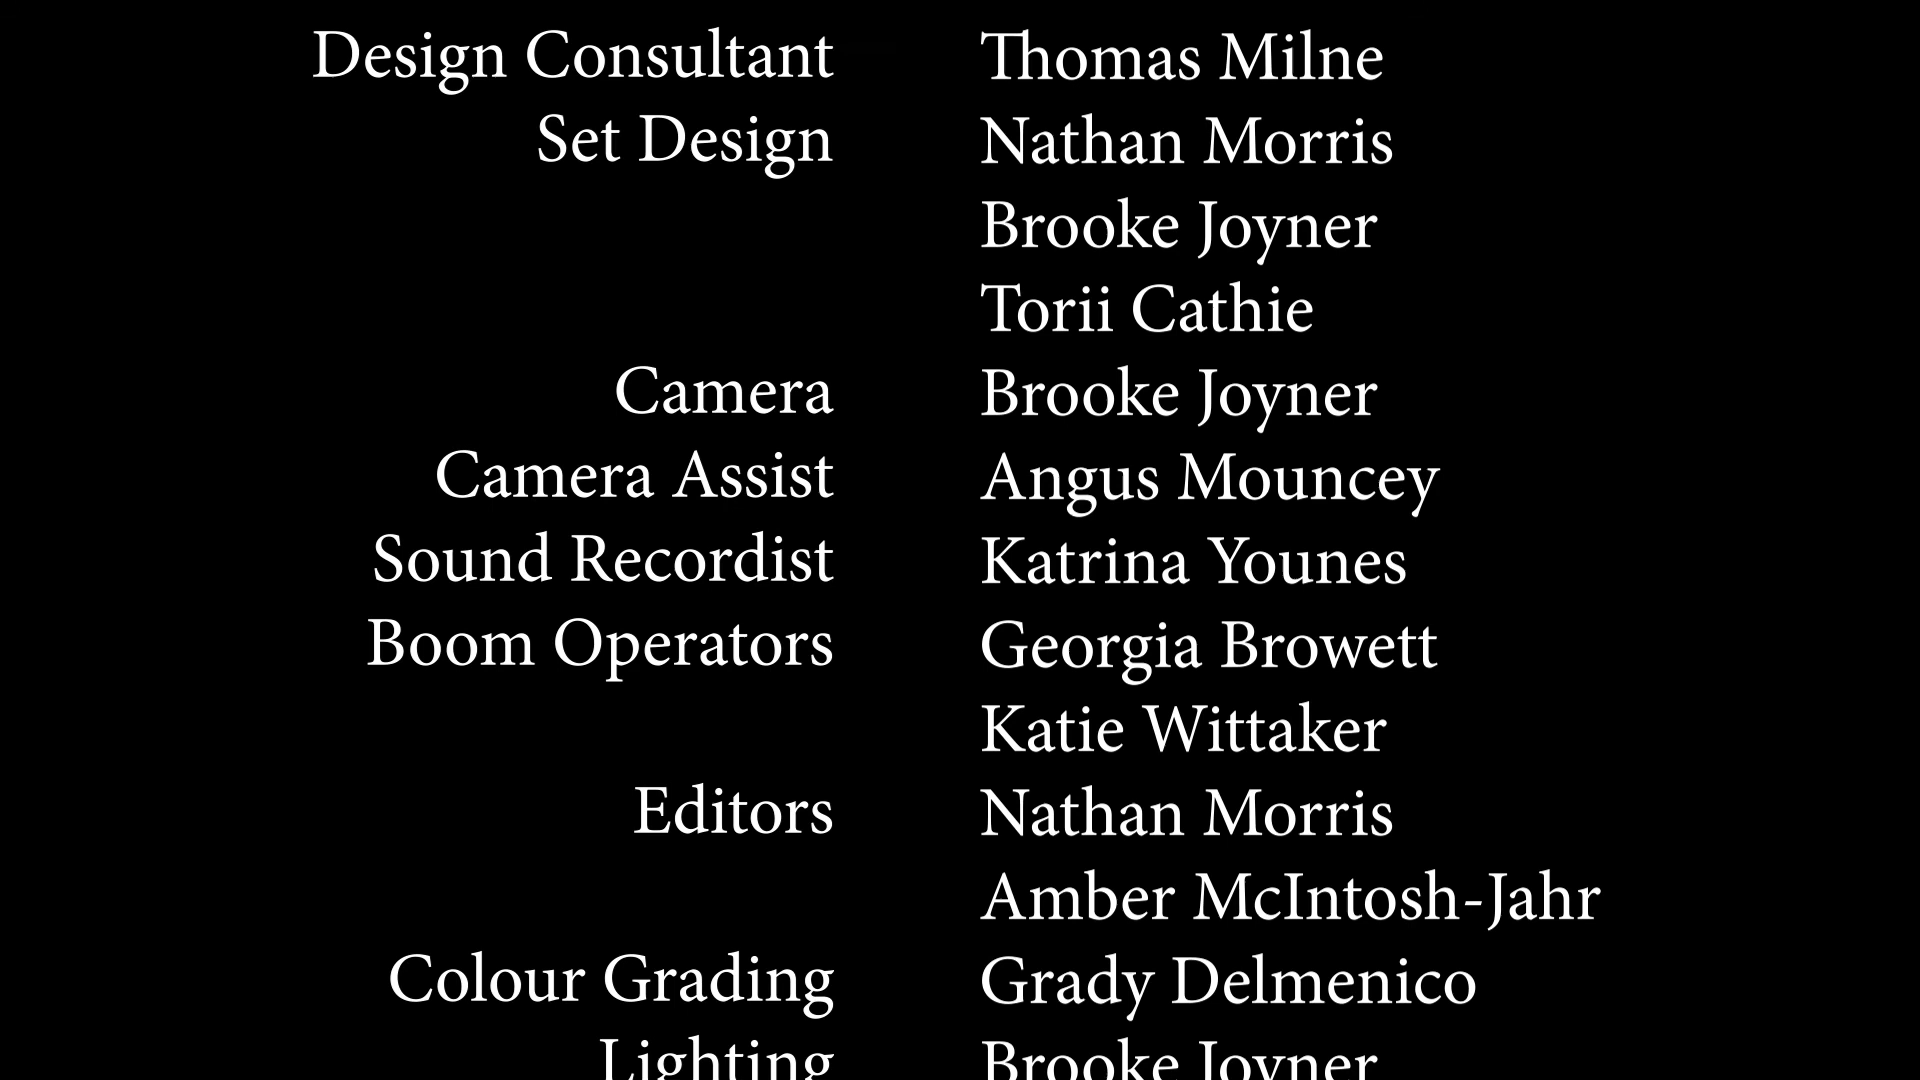 Design Consultant Thomas Milne
Set Design Nathan Morris
Brooke Joyner
Torii Cathie
Camera Brooke Joyner
Camera Assist Angus Mouncey
Sound Recordist Katrina Younes
Boom Operators Georgia Browett
Katie Wittaker
Editors Nathan Morris
Amber McIntosh-Jahr
Colour Grading Grady Delmenico
Lighting Brooke Joyner